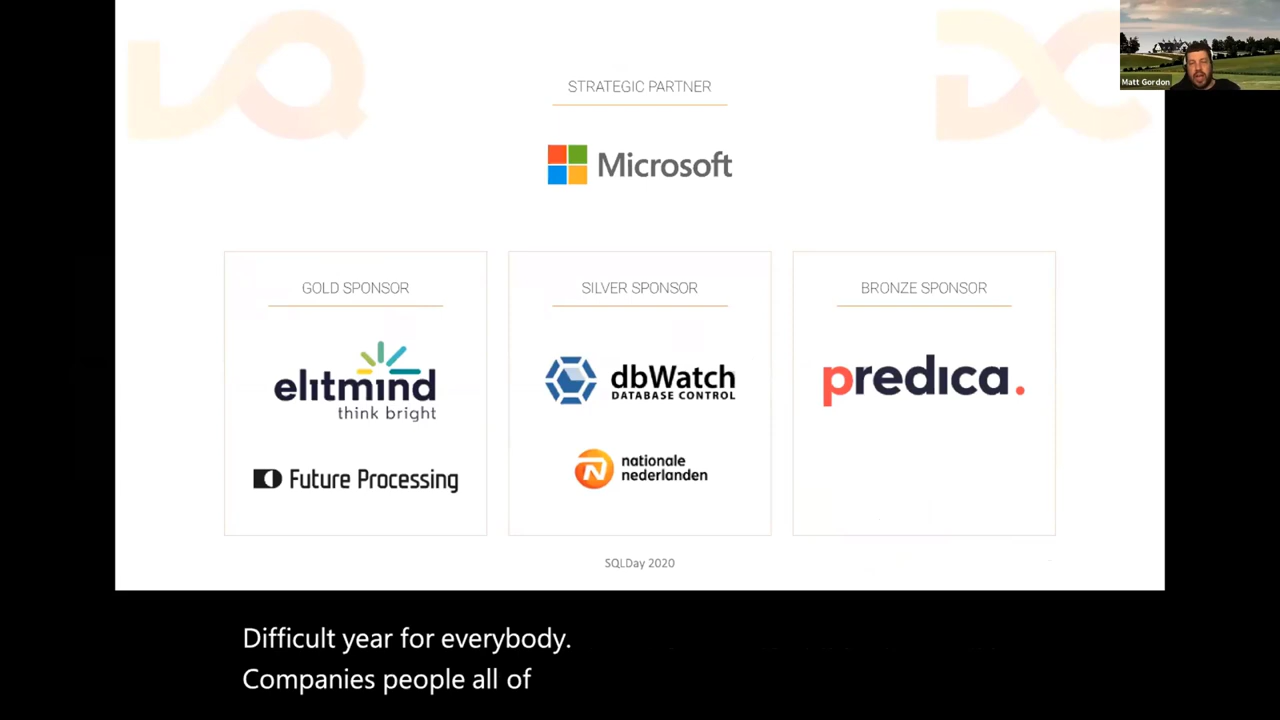 STRATEGIC PARTNER
Matt Gordon
Microsoft
GOLD SPONSOR
SILVER SPONSOR
BRONZE SPONSOR
elitmind
think bright
dbWatch
DATABASE CONTROL
predica.
Future Processing
nationale
nederlanden
SQLDay 2020
Difficult year for everybody.
Companies people all of